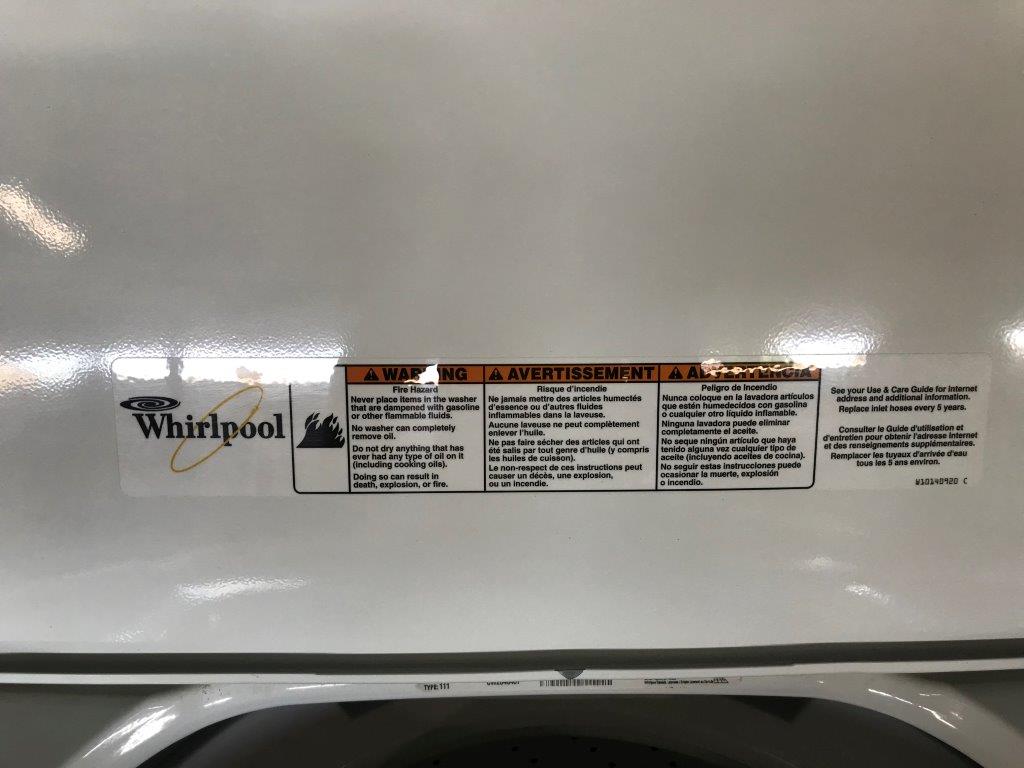 Whirlpool
WARNING
Fire Hazard
Never place items in the washer
that are dampened with gasoline
or other flammable fluids.
No washer can completely
remove oil.
Do not dry anything that has
ever had any type of oil on it
(including cooking oils).
Doing so can result in
death, explosion, or fire.
AVERTISSEMENT
Risque d'incendie
Ne jamais mettre des articles humectés
d'essence ou d'autres fluides
inflammables dans la laveuse.
Aucune laveuse ne peut complètement
enlever l'huile.
Ne pas faire sécher des articles qui ont
été salis par tout genre d'huile (y compris
les huiles de cuisson).
Le non-respect de ces instructions peut
causer un décès, une explosion,
ou un incendie.
ADVERTENCIA
Peligro de Incendio
Nunca coloque en la lavadora artículos
que estén humedecidos con gasolina
o cualquier otro líquido inflamable.
Ninguna lavadora puede eliminar
completamente el aceite.
No seque ningún artículo que haya
tenido alguna vez cualquier tipo de
aceite (incluyendo aceites de cocina).
No seguir estas instrucciones puede
ocasionar la muerte, explosión
o incendio.
See your Use & Care Guide for Internet
address and additional information.
Replace inlet hoses every 5 years.
Consulter le Guide d'utilisation et
d'entretien pour obtenir l'adresse internet
et des renseignements supplémentaires.
Remplacer les tuyaux d'arrivée d'eau
tous les 5 ans environ.
W10140920 C
TYPE 111